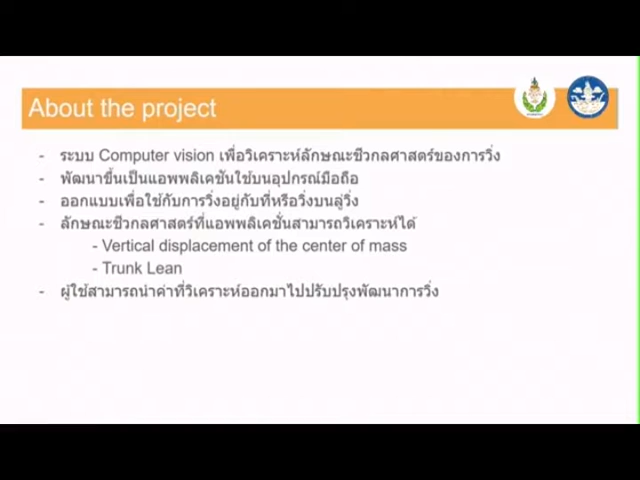 About the project
- ระบบ Computer vision เพื่อวิเคราะห์ลักษณะชีวกลศาสตร์ของการวิ่ง
- พัฒนาขึ้นเป็นแอพพลิเคชันใช้บนอุปกรณ์มือถือ
- ออกแบบเพื่อใช้กับการวิ่งอยู่กับที่หรือวิ่งบนลู่วิ่ง
- ลักษณะชีวกลศาสตร์ที่แอพพลิเคชั่นสามารถวิเคราะห์ได้
- Vertical displacement of the center of mass
- Trunk Lean
- ผู้ใช้สามารถนำค่าที่วิเคราะห์ออกมาไปปรับปรุงพัฒนาการวิ่ง